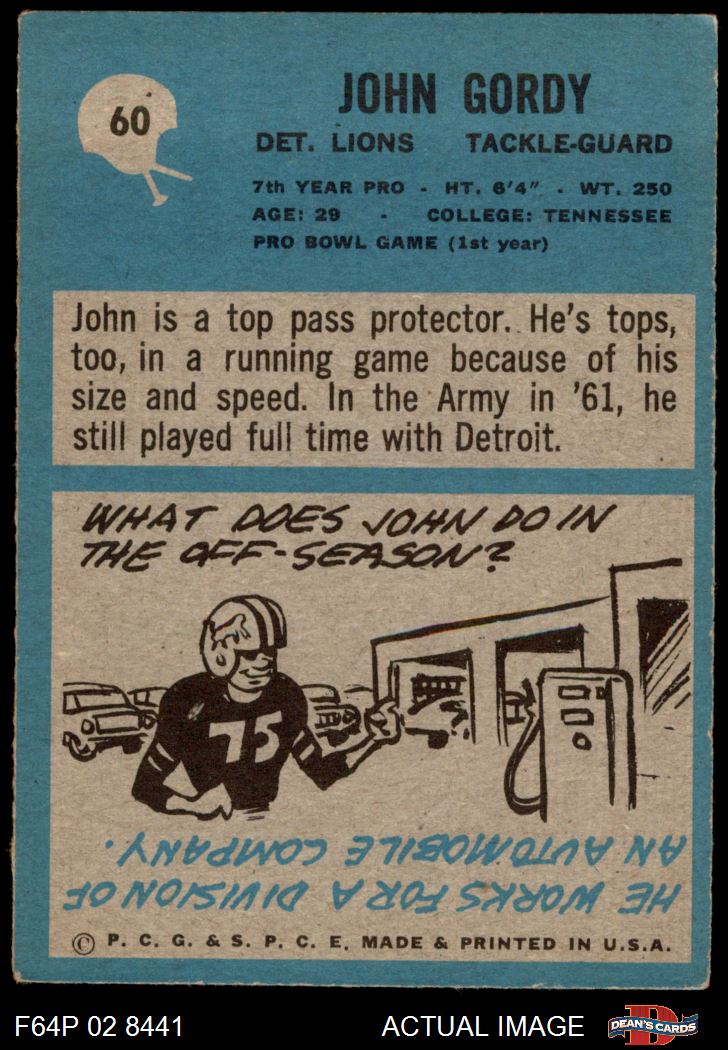 60
JOHN GORDY
DET. LIONS TACKLE-GUARD
7th YEAR PRO - HT. 6'4" - WT. 250
AGE: 29 - COLLEGE: TENNESSEE
PRO BOWL GAME (1st year)
John is a top pass protector. He's tops,
too, in a running game because of his
size and speed. In the Army in '61, he
still played full time with Detroit.
WHAT DOES JOHN DO IN
THE OFF-SEASON?
75
HE WORKS FOR A DIVISION OF
AN AUTOMOBILE COMPANY.
© P. C. G. & S. P. C. E. MADE & PRINTED IN U.S.A.
F64P 02 8441 ACTUAL IMAGE D DEAN'S CARDS